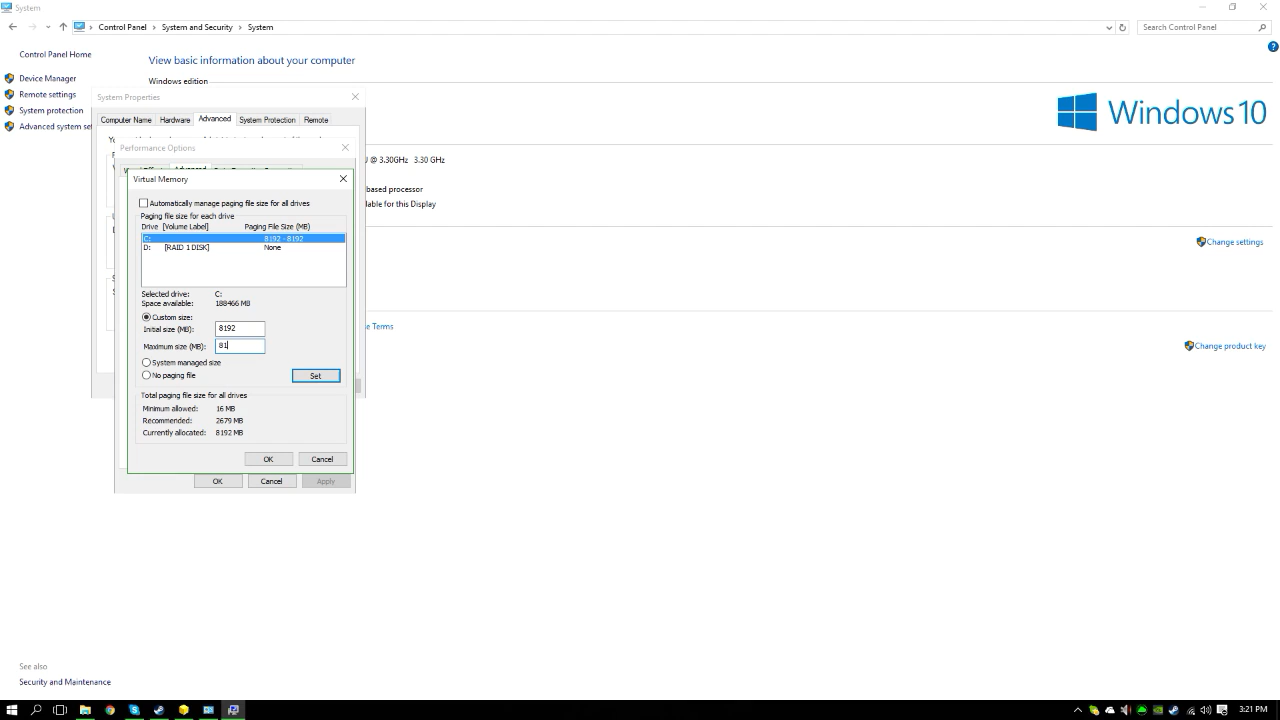 System
Control Panel > System and Security > System
Search Control Panel
Control Panel Home
Device Manager
Remote settings
System protection
Advanced system set
View basic information about your computer
Windows edition
Windows 10
System Properties
Computer Name Hardware Advanced System Protection Remote
Performance Options
Virtual Memory
Automatically manage paging file size for all drives
Paging file size for each drive
Drive [Volume Label] Paging File Size (MB)
C: 8192 - 8192
D: [RAID 1 DISK] None
Selected drive: C:
Space available: 188466 MB
Custom size:
Initial size (MB): 8192
Maximum size (MB): 81
System managed size
No paging file
Set
Total paging file size for all drives
Minimum allowed: 16 MB
Recommended: 2679 MB
Currently allocated: 8192 MB
OK Cancel
OK Cancel Apply
U @ 3.30GHz 3.30 GHz
based processor
lable for this Display
Change settings
e Terms
Change product key
See also
Security and Maintenance
3:21 PM